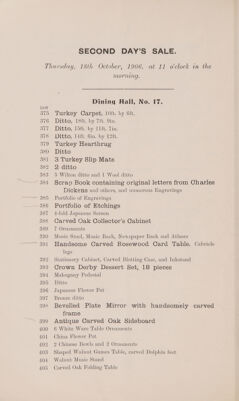 SECOND DAY'S SALE.
Thursday, 18th October, 1906, at 11 o'clock in the
morning.
Dining Hall, No. 17.
LOT
375 Turkey Carpet, 10ft. by 6ft.
376 Ditto, 18ft. by 7ft. 9in.
377 Ditto, 15ft. by 11ft. 7in.
378 Ditto, 14ft. 6in. by 12ft.
379 Turkey Hearthrug
380 Ditto
381 3 Turkey Slip Mats
382 2 ditto
383 5 Wilton ditto and 1 Wool ditto
384 Scrap Book containing original letters from Charles
Dickens and others, and numerous Engravings
385 Portfolio of Engravings
386 Portfolio of Etchings
387 4-fold Japanese Screen
388 Carved Oak Collector's Cabinet
389 7 Ornaments
390 Music Stool, Music Rack, Newspaper Rack and Athaers
391 Handsome Carved Rosewood Card Table, Cabriole
legs
392 Stationery Cabinet, Carved Blotting Case, and Inkstand
393 Crown Derby Dessert Set, 18 pieces
394 Mahogany Pedestal
395 Ditto
396 Japanese Flower Pot
397 Bronze ditto
398 Bevelled Plate Mirror with handsomely carved
frame
399 Antique Carved Oak Sideboard
400 6 White Ware Table Ornaments
401 China Flower Pot
402 2 Chinese Bowls and 2 Ornaments
403 Shaped Walnut Games Table, carved Dolphin feet
404 Walnut Music Stand
405 Carved Oak Folding Table